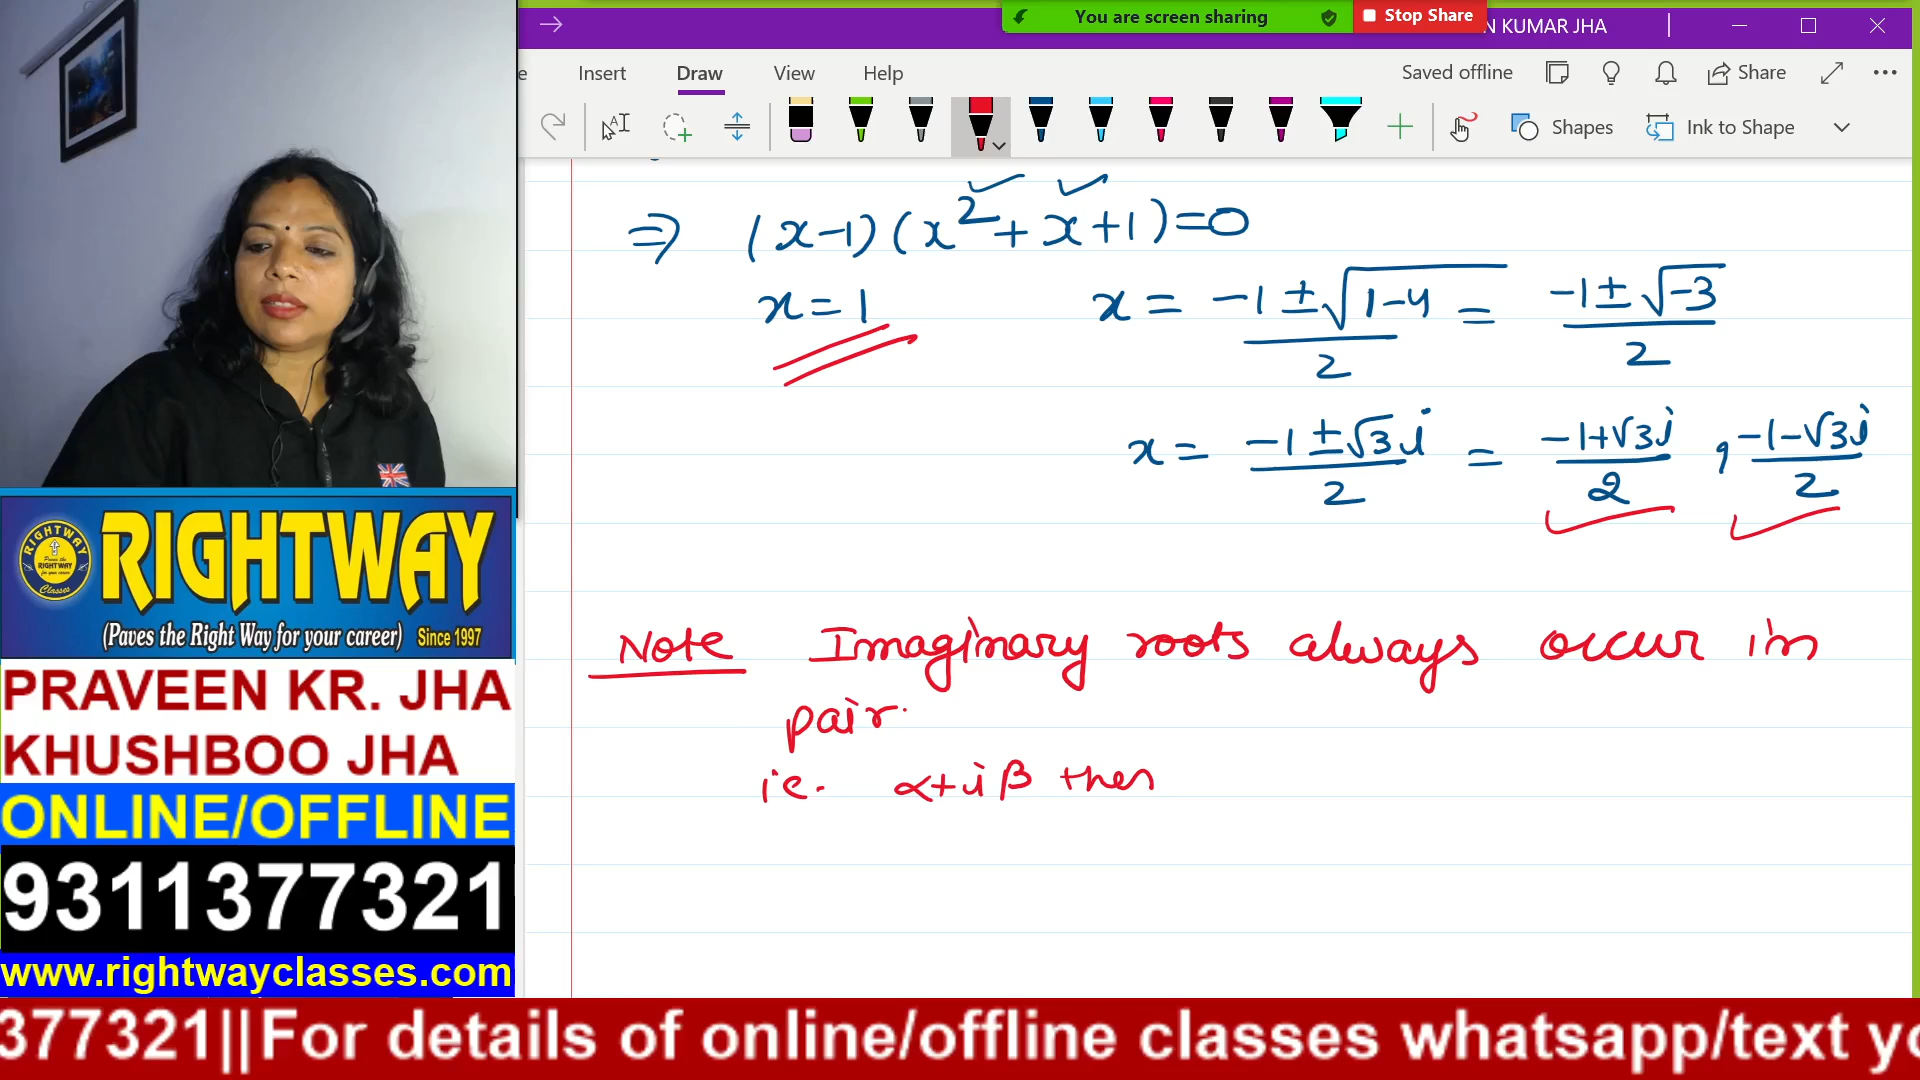 You are screen sharing
Stop Share
N KUMAR JHA
Insert Draw View Help
Saved offline
Share
Shapes
Ink to Shape
⇒ (x-1)(x²+x+1)=0
x=1
x = (-1±√(1-4))/2 = (-1±√-3)/2
x = (-1±√3i)/2 = (-1+√3i)/2 , (-1-√3i)/2
Note Imaginary roots always occur in
pair.
ie. α+iβ then
RIGHTWAY
(Paves the Right Way for your career) Since 1997
PRAVEEN KR. JHA
KHUSHBOO JHA
ONLINE/OFFLINE
9311377321
www.rightwayclasses.com
377321||For details of online/offline classes whatsapp/text yo